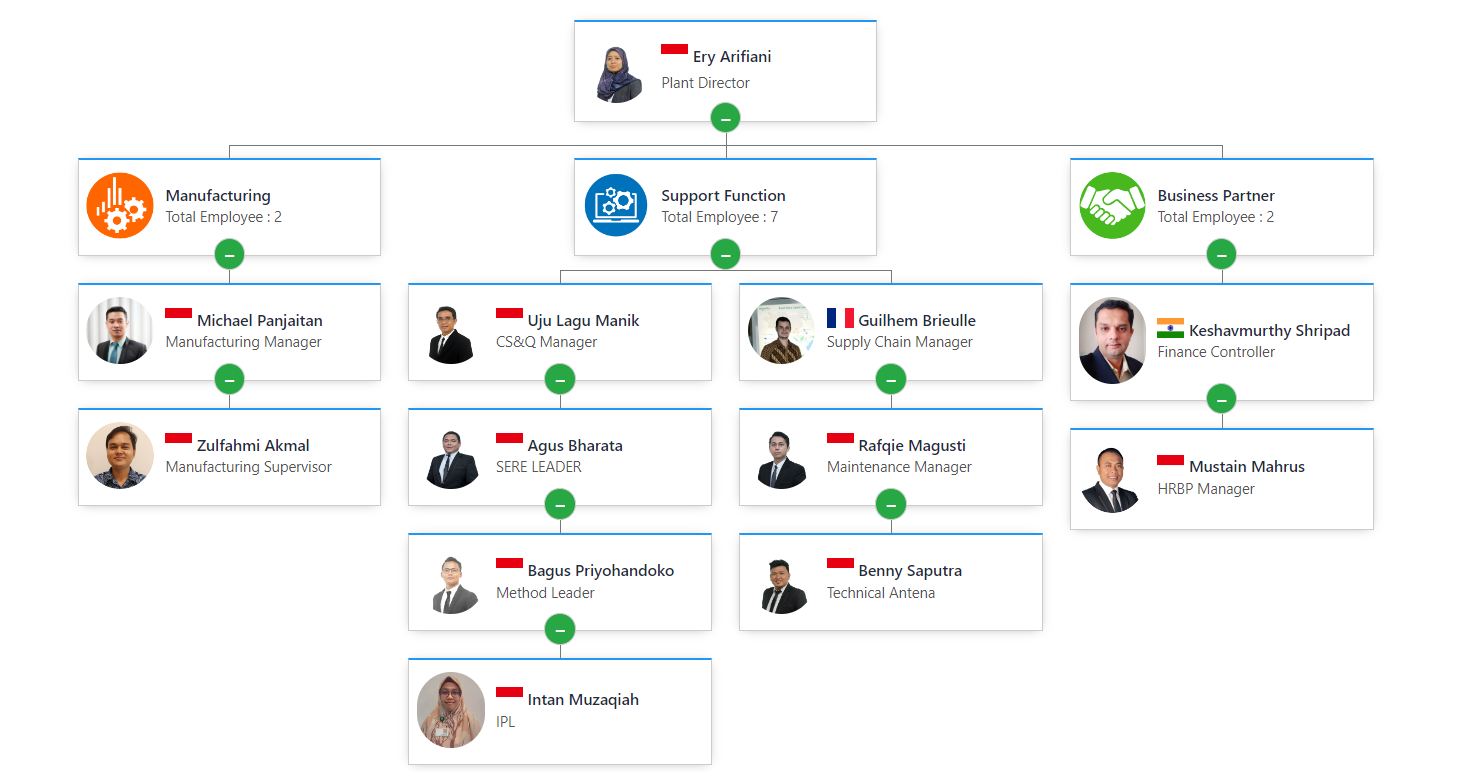 Ery Arifiani
Plant Director
Manufacturing
Total Employee : 2
Support Function
Total Employee : 7
Business Partner
Total Employee : 2
Michael Panjaitan
Manufacturing Manager
Uju Lagu Manik
CS&Q Manager
Guilhem Brieulle
Supply Chain Manager
Keshavmurthy Shripad
Finance Controller
Zulfahmi Akmal
Manufacturing Supervisor
Agus Bharata
SERE LEADER
Rafqie Magusti
Maintenance Manager
Mustain Mahrus
HRBP Manager
Bagus Priyohandoko
Method Leader
Benny Saputra
Technical Antena
Intan Muzaqiah
IPL